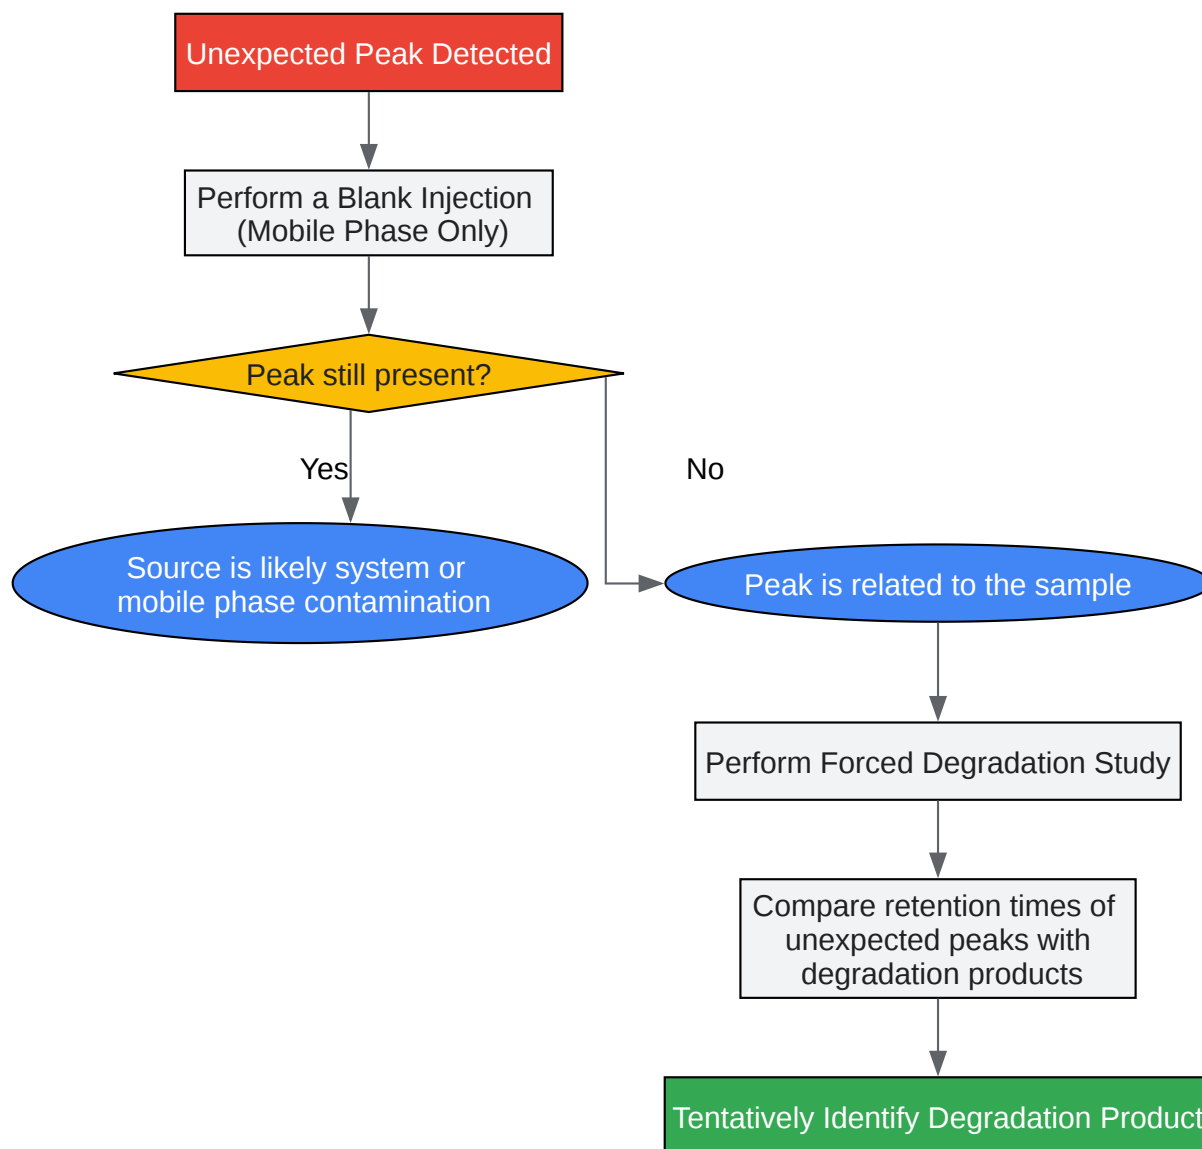 Unexpected Peak Detected
Perform a Blank Injection
(Mobile Phase Only)
Peak still present?
Yes
No
Source is likely system or
mobile phase contamination
Peak is related to the sample
Perform Forced Degradation Study
Compare retention times of
unexpected peaks with
degradation products
Tentatively Identify Degradation Product